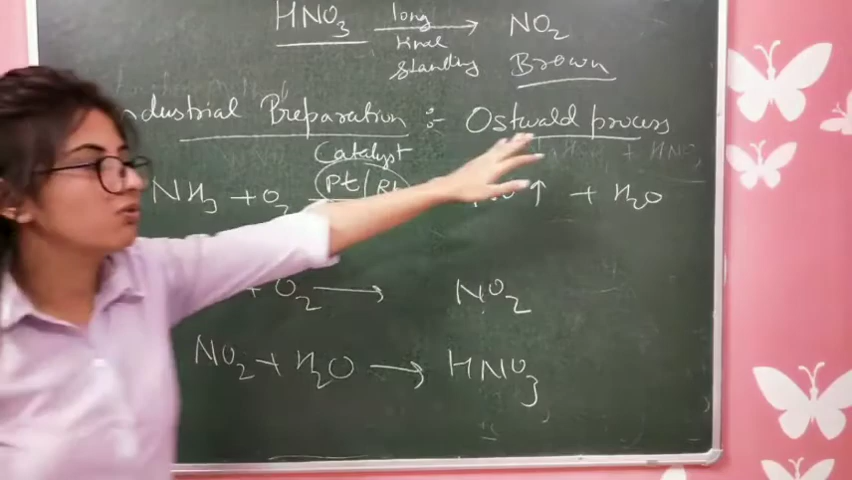 HNO3 long → NO2
time
standing Brown
ndustrial Preparation :- Ostwald process
Catalyst
NH3 + O2 Pt/R ↑ + H2O
+ O2 → NO2
NO2 + H2O → HNO3